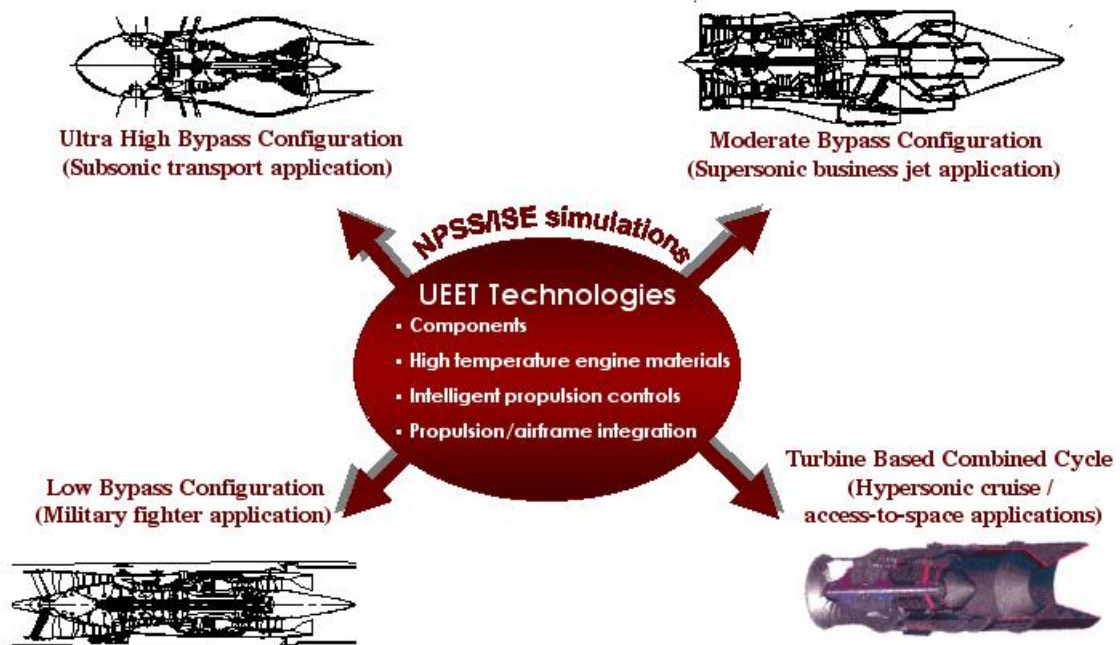 Ultra High Bypass Configuration
(Subsonic transport application)
Moderate Bypass Configuration
(Supersonic business jet application)
NPSS/ISE simulations
UEET Technologies
▪ Components
▪ High temperature engine materials
▪ Intelligent propulsion controls
▪ Propulsion/airframe integration
Low Bypass Configuration
(Military fighter application)
Turbine Based Combined Cycle
(Hypersonic cruise /
access-to-space applications)